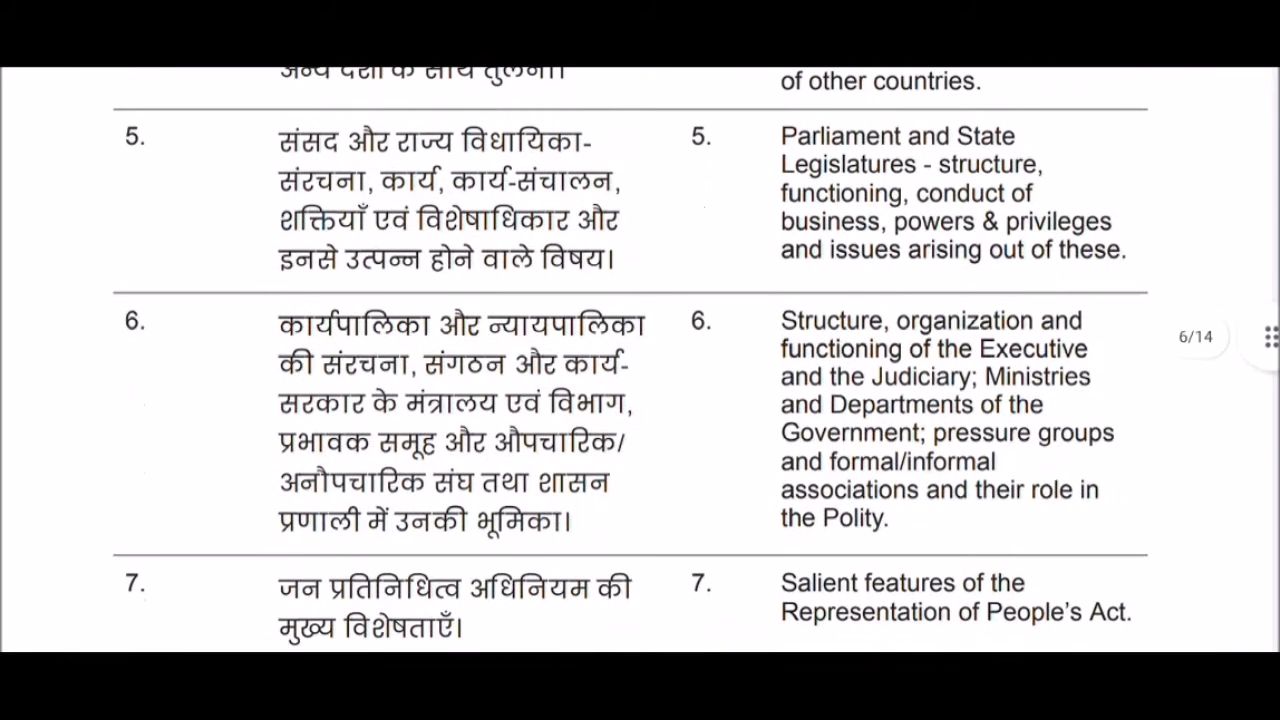 अन्य देशों के साथ तुलना।
of other countries.
5.
संसद और राज्य विधायिका-
संरचना, कार्य, कार्य-संचालन,
शक्तियाँ एवं विशेषाधिकार और
इनसे उत्पन्न होने वाले विषय।
5.
Parliament and State
Legislatures - structure,
functioning, conduct of
business, powers & privileges
and issues arising out of these.
6.
कार्यपालिका और न्यायपालिका
की संरचना, संगठन और कार्य-
सरकार के मंत्रालय एवं विभाग,
प्रभावक समूह और औपचारिक/
अनौपचारिक संघ तथा शासन
प्रणाली में उनकी भूमिका।
6.
Structure, organization and
functioning of the Executive
and the Judiciary; Ministries
and Departments of the
Government; pressure groups
and formal/informal
associations and their role in
the Polity.
6/14
7.
जन प्रतिनिधित्व अधिनियम की
मुख्य विशेषताएँ।
7.
Salient features of the
Representation of People's Act.